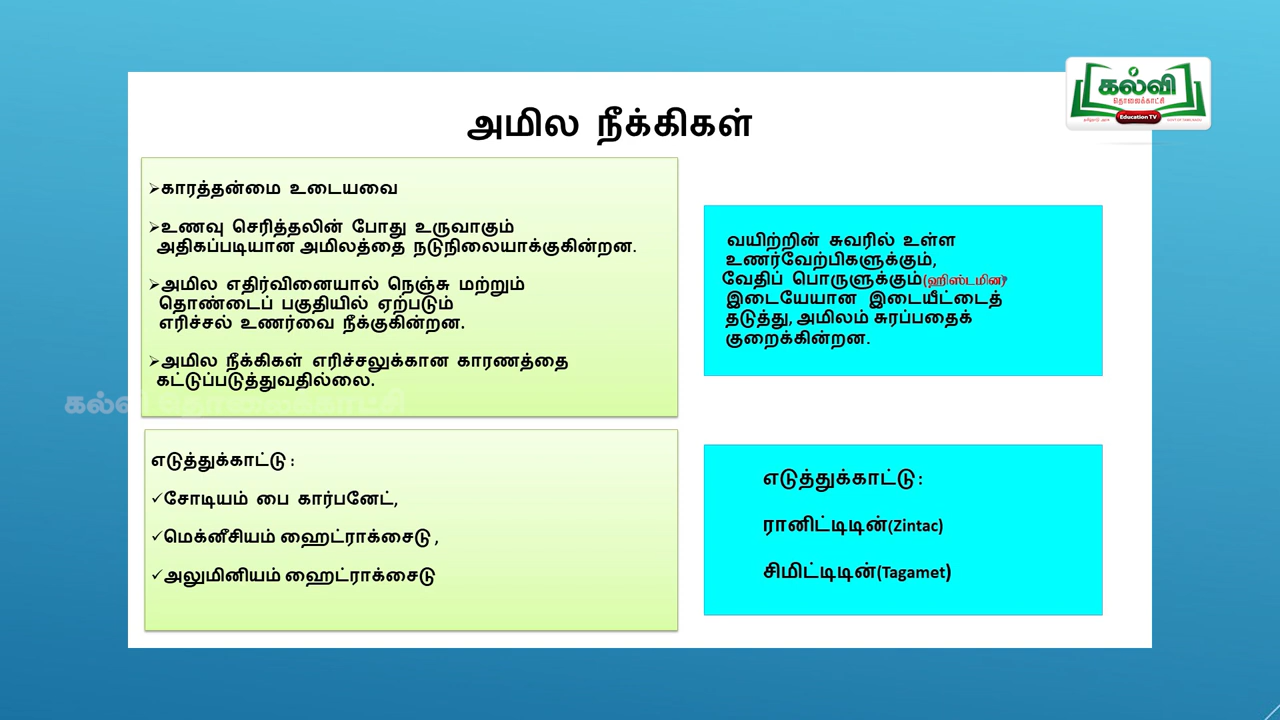 கல்வி
தொலைக்காட்சி
Education TV
அமில நீக்கிகள்
காரத்தன்மை உடையவை
உணவு செரித்தலின் போது உருவாகும்
அதிகப்படியான அமிலத்தை நடுநிலையாக்குகின்றன.
அமில எதிர்வினையால் நெஞ்சு மற்றும்
தொண்டைப் பகுதியில் ஏற்படும்
எரிச்சல் உணர்வை நீக்குகின்றன.
அமில நீக்கிகள் எரிச்சலுக்கான காரணத்தை
கட்டுப்படுத்துவதில்லை.
கல்வி தொலைக்காட்சி
எடுத்துக்காட்டு :
✓சோடியம் பை கார்பனேட்,
✓மெக்னீசியம் ஹைட்ராக்சைடு ,
✓அலுமினியம் ஹைட்ராக்சைடு
வயிற்றின் சுவரில் உள்ள
உணர்வேற்பிகளுக்கும்,
வேதிப் பொருளுக்கும்(ஹிஸ்டமின்)
இடையேயான இடையீட்டைத்
தடுத்து, அமிலம் சுரப்பதைக்
குறைக்கின்றன.
எடுத்துக்காட்டு :
ரானிட்டிடின்(Zintac)
சிமிட்டிடின்(Tagamet)